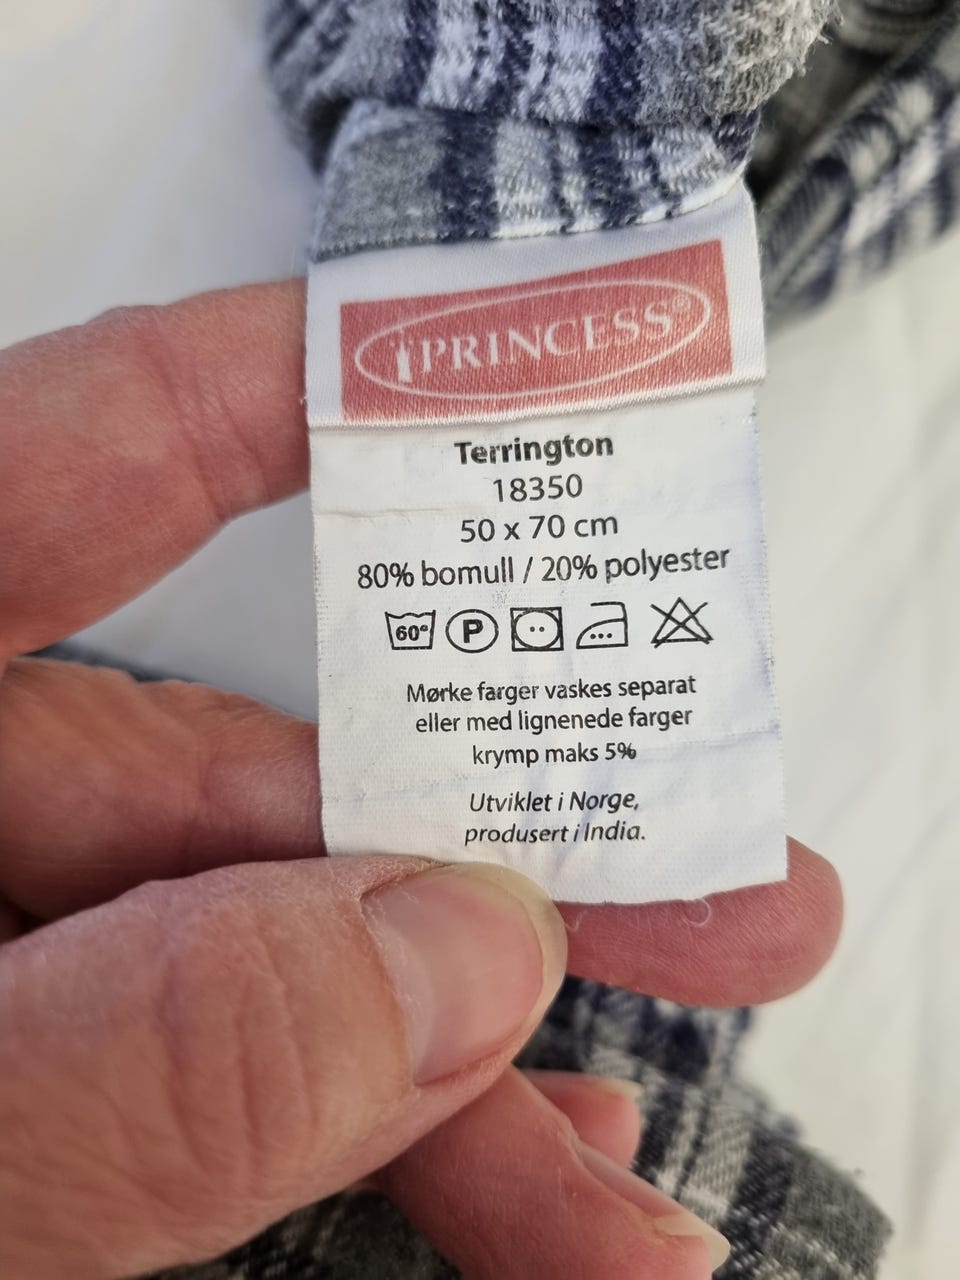 PRINCESS®
Terrington
18350
50 x 70 cm
80% bomull / 20% polyester
60° P
Mørke farger vaskes separat
eller med lignenede farger
krymp maks 5%
Utviklet i Norge,
produsert i India.